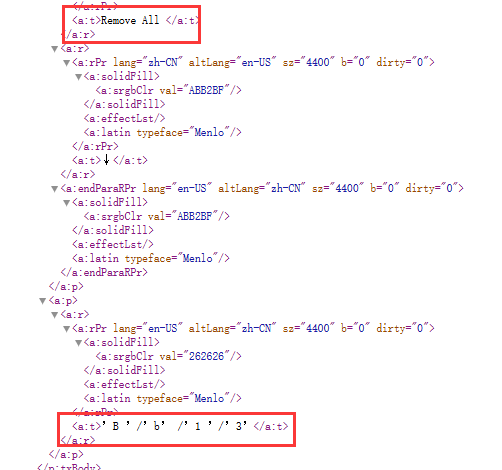 </a:rPr>
<a:t>Remove All </a:t>
</a:r>
▼<a:r>
▼<a:rPr lang="zh-CN" altLang="en-US" sz="4400" b="0" dirty="0">
▼<a:solidFill>
<a:srgbClr val="ABB2BF"/>
</a:solidFill>
<a:effectLst/>
<a:latin typeface="Menlo"/>
</a:rPr>
<a:t>↓</a:t>
</a:r>
▼<a:endParaRPr lang="en-US" altLang="zh-CN" sz="4400" b="0" dirty="0">
▼<a:solidFill>
<a:srgbClr val="ABB2BF"/>
</a:solidFill>
<a:effectLst/>
<a:latin typeface="Menlo"/>
</a:endParaRPr>
</a:p>
▼<a:p>
▼<a:r>
▼<a:rPr lang="en-US" altLang="zh-CN" sz="4400" b="0" dirty="0">
▼<a:solidFill>
<a:srgbClr val="262626"/>
</a:solidFill>
<a:effectLst/>
<a:latin typeface="Menlo"/>
</a:rPr>
<a:t>’B ’/’b’ /’1 ’/’3’</a:t>
</a:r>
</a:p>
</p:txBody>